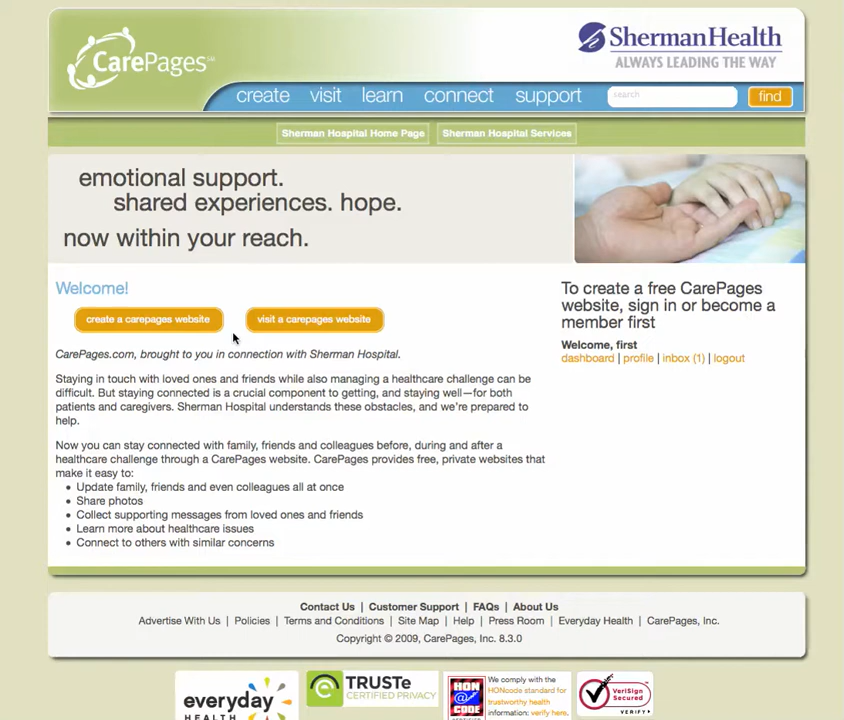 CarePages SM
ShermanHealth
ALWAYS LEADING THE WAY
create visit learn connect support search find
Sherman Hospital Home Page Sherman Hospital Services
emotional support.
shared experiences. hope.
now within your reach.
Welcome!
create a carepages website visit a carepages website
CarePages.com, brought to you in connection with Sherman Hospital.
Staying in touch with loved ones and friends while also managing a healthcare challenge can be
difficult. But staying connected is a crucial component to getting, and staying well—for both
patients and caregivers. Sherman Hospital understands these obstacles, and we're prepared to
help.
Now you can stay connected with family, friends and colleagues before, during and after a
healthcare challenge through a CarePages website. CarePages provides free, private websites that
make it easy to:
• Update family, friends and even colleagues all at once
• Share photos
• Collect supporting messages from loved ones and friends
• Learn more about healthcare issues
• Connect to others with similar concerns
To create a free CarePages
website, sign in or become a
member first
Welcome, first
dashboard | profile | inbox (1) | logout
Contact Us | Customer Support | FAQs | About Us
Advertise With Us | Policies | Terms and Conditions | Site Map | Help | Press Room | Everyday Health | CarePages, Inc.
Copyright © 2009, CarePages, Inc. 8.3.0
everyday
HEALTH
TRUSTe
CERTIFIED PRIVACY
HON
@
CODE
We comply with the
HONcode standard for
trustworthy health
information: verify here.
VeriSign
Secured
VERIFY